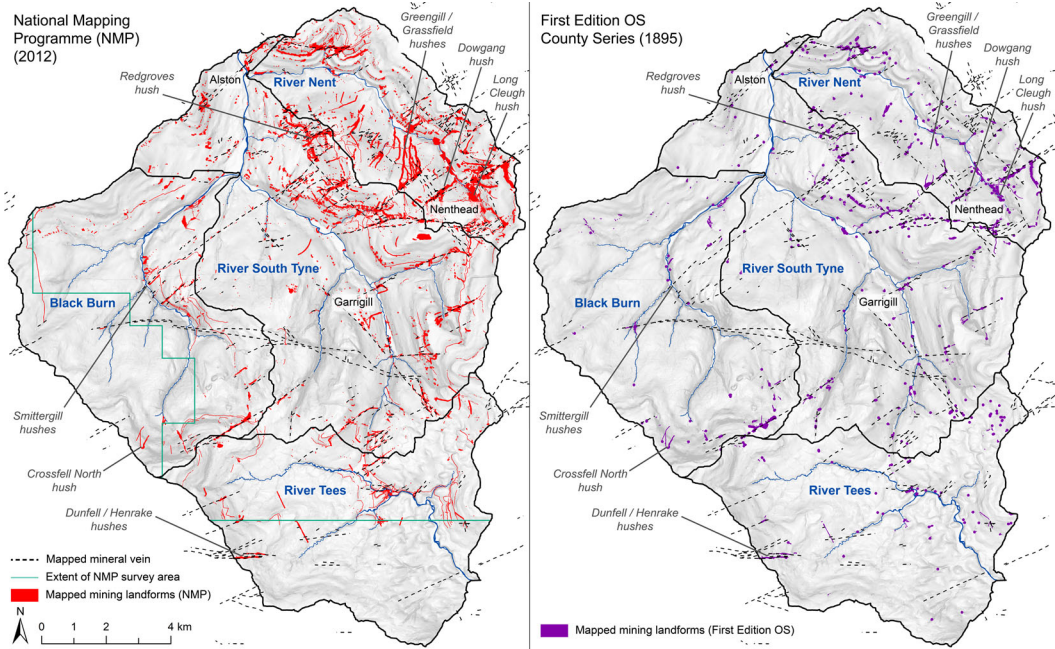 National Mapping
Programme (NMP)
(2012)
Greengill /
Grassfield
hushes
Dowgang
hush
Long
Cleugh
hush
Redgroves
hush
Alston
River Nent
Nenthead
River South Tyne
Garrigill
Black Burn
Smittergill
hushes
Crossfell North
hush
River Tees
Dunfell / Henrake
hushes
Mapped mineral vein
Extent of NMP survey area
Mapped mining landforms (NMP)
N
0 1 2 4 km
First Edition OS
County Series (1895)
Greengill /
Grassfield
hushes
Dowgang
hush
Long
Cleugh
hush
Redgroves
hush
Alston
River Nent
Nenthead
River South Tyne
Garrigill
Black Burn
Smittergill
hushes
Crossfell North
hush
River Tees
Dunfell / Henrake
hushes
Mapped mining landforms (First Edition OS)